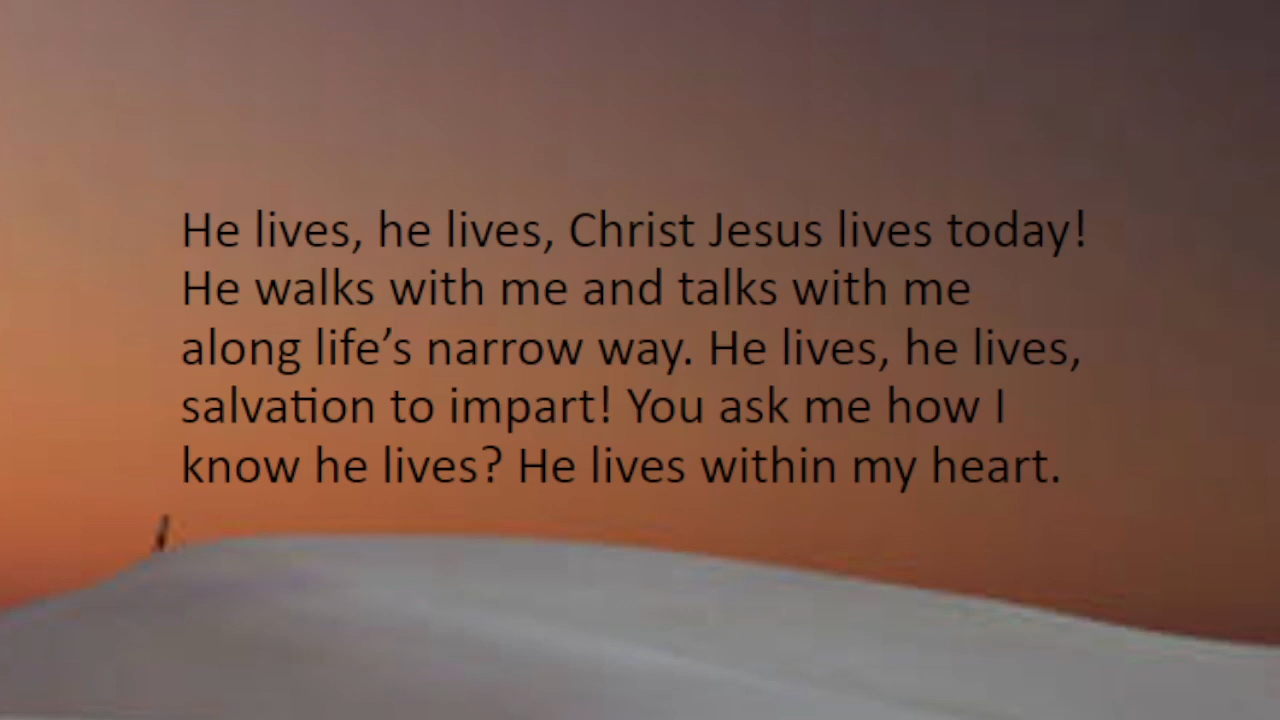 He lives, he lives, Christ Jesus lives today!
He walks with me and talks with me
along life’s narrow way. He lives, he lives,
salvation to impart! You ask me how I
know he lives? He lives within my heart.